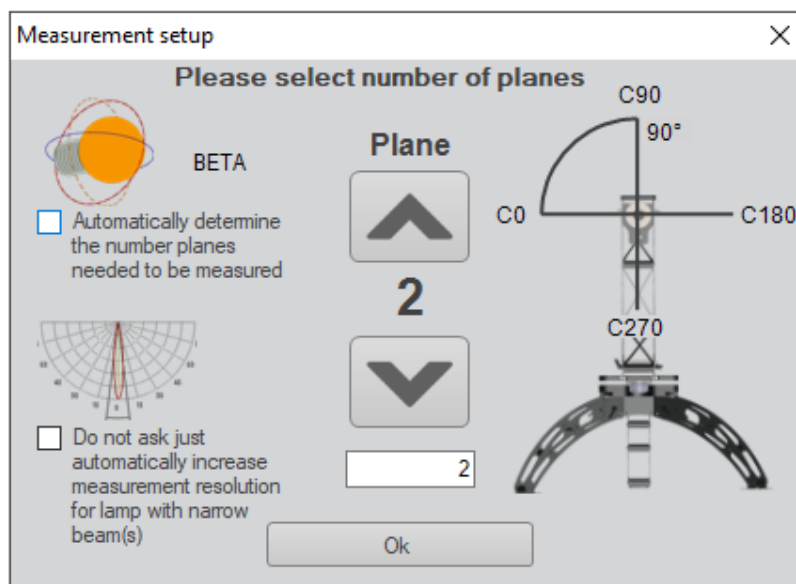 Measurement setup
Please select number of planes
BETA
Automatically determine
the number planes
needed to be measured
Do not ask just
automatically increase
measurement resolution
for lamp with narrow
beam(s)
Plane
2
2
Ok
C90
90°
C0
C180
C270